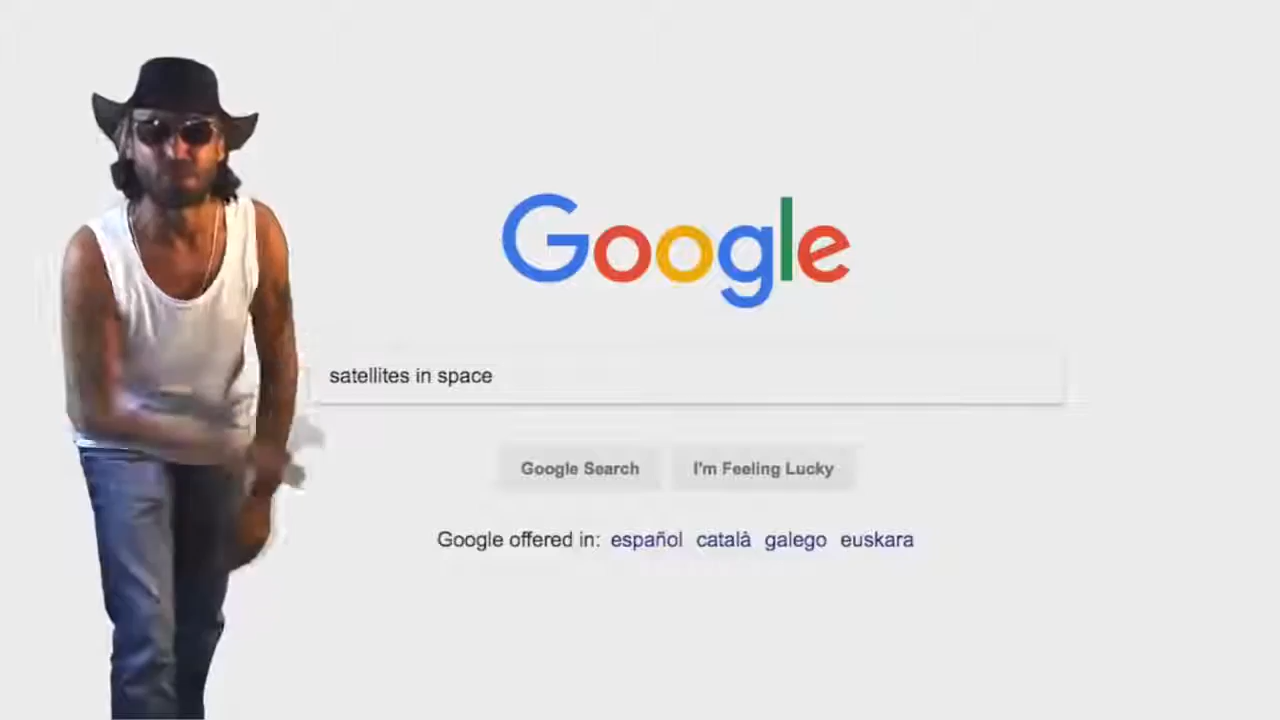 Google
satellites in space
Google Search I'm Feeling Lucky
Google offered in: español català galego euskara